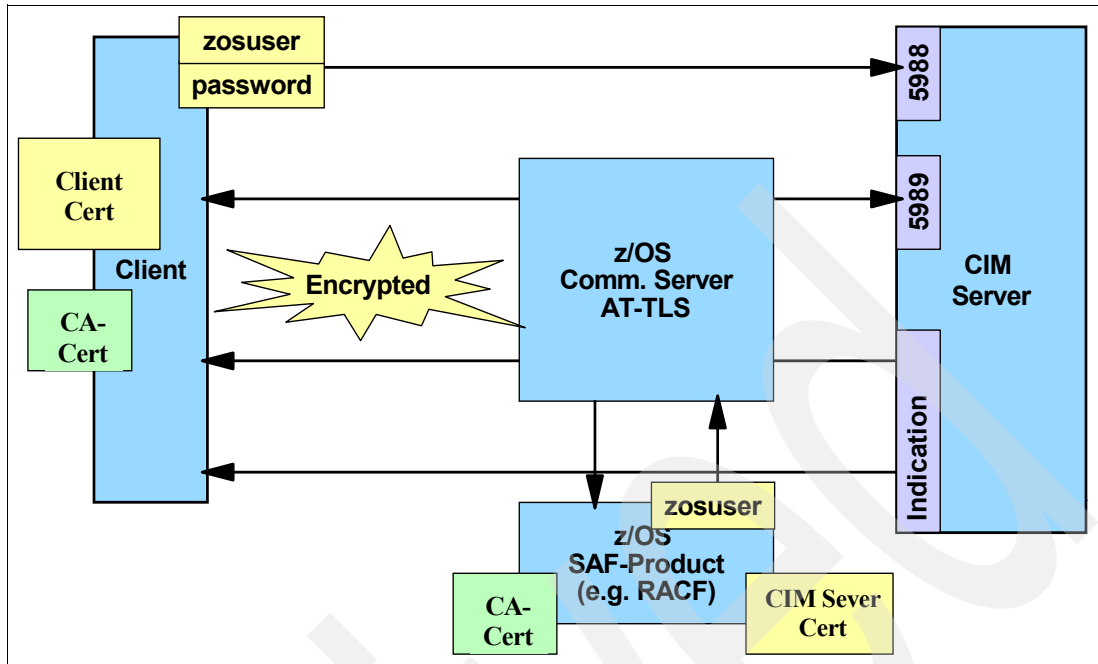 zosuser
password
5988
Client
Cert
5989
Client
Encrypted
z/OS
Comm. Server
AT-TLS
CIM
Server
CA-
Cert
Indication
zosuser
z/OS
SAF-Product
(e.g. RACF)
CA-
Cert
CIM Sever
Cert